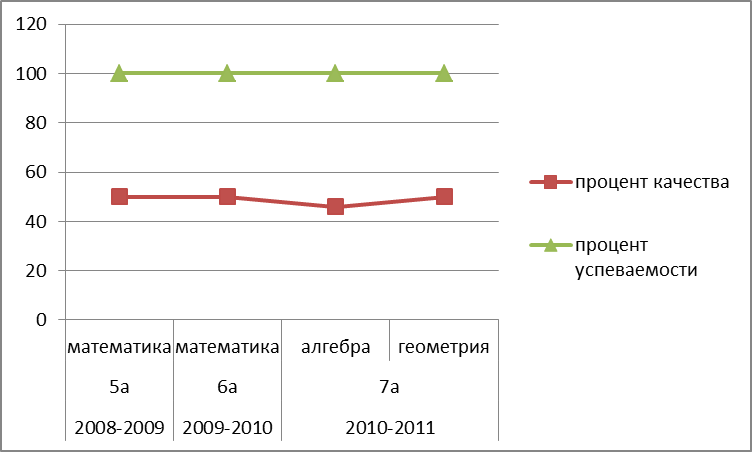 120
100
80
60
40
20
0
математика математика алгебра геометрия
5а 6а 7а
2008-2009 2009-2010 2010-2011
процент качества
процент
успеваемости